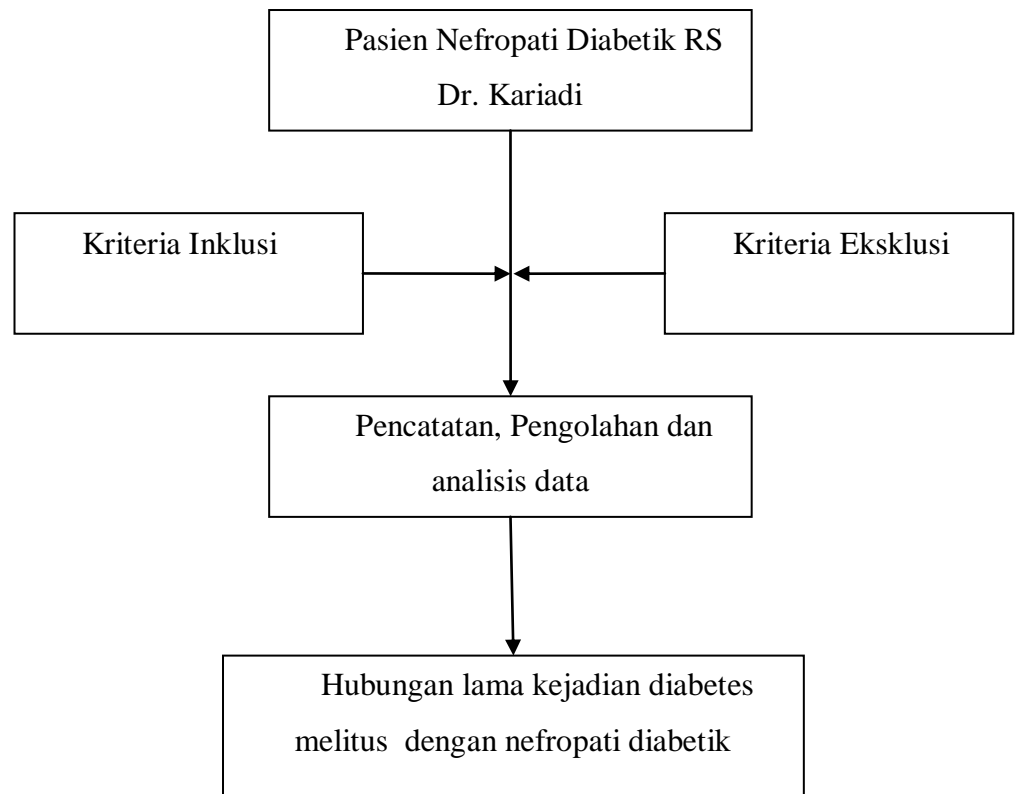 Pasien Nefropati Diabetik RS
Dr. Kariadi
Kriteria Inklusi
Kriteria Eksklusi
Pencatatan, Pengolahan dan
analisis data
Hubungan lama kejadian diabetes
melitus dengan nefropati diabetik